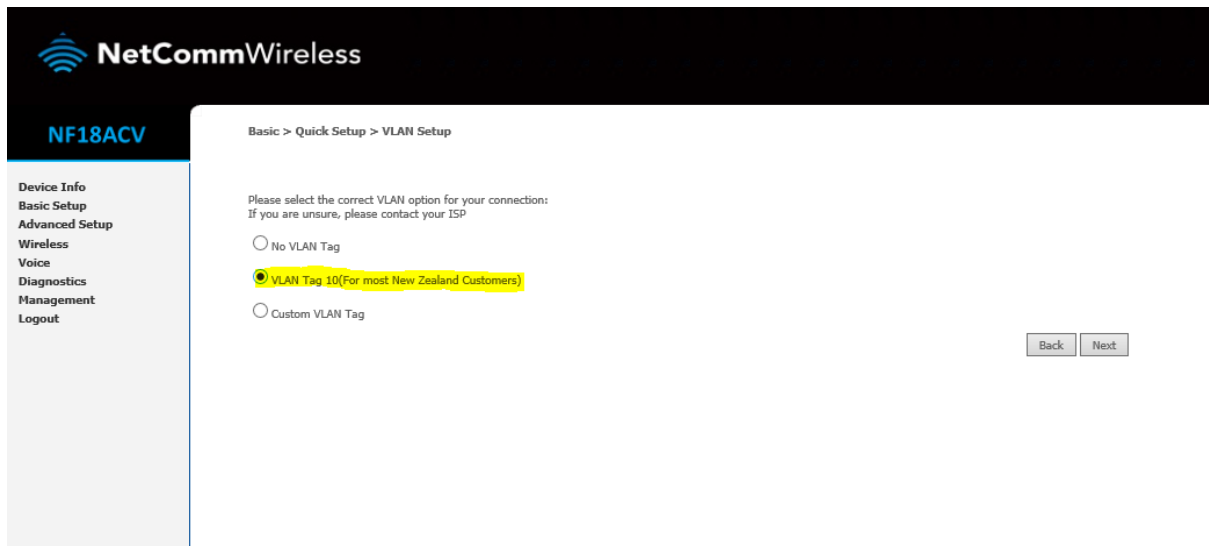 NetCommWireless
NF18ACV
Basic > Quick Setup > VLAN Setup
Device Info
Basic Setup
Advanced Setup
Wireless
Voice
Diagnostics
Management
Logout
Please select the correct VLAN option for your connection:
If you are unsure, please contact your ISP
No VLAN Tag
VLAN Tag 10(For most New Zealand Customers)
Custom VLAN Tag
Back Next